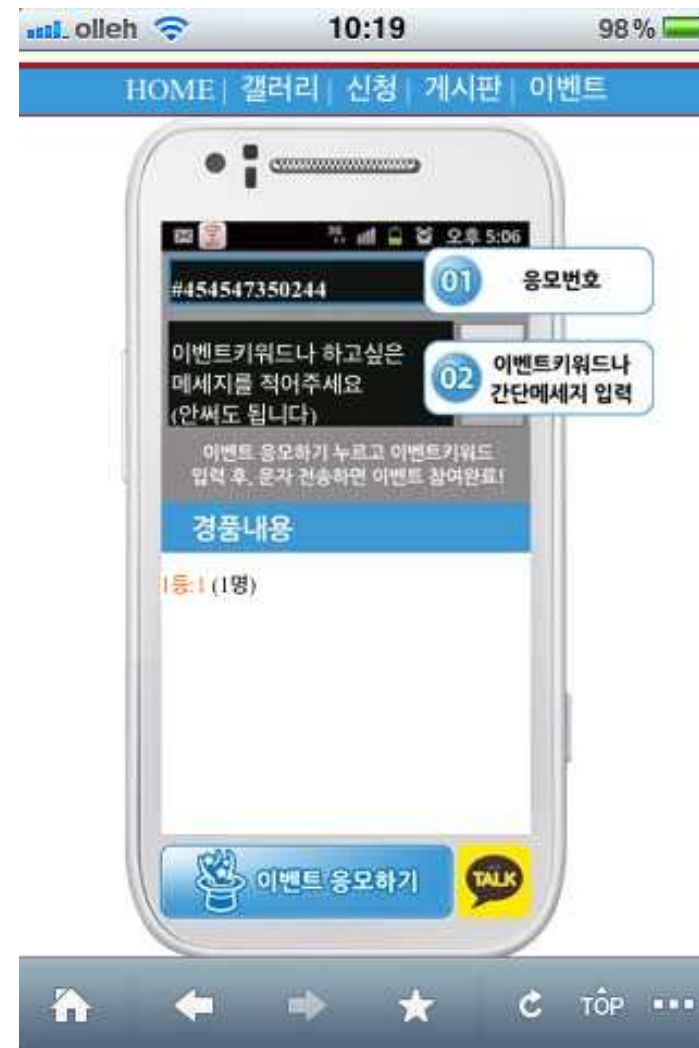 olleh 10:19 98%
HOME | 갤러리 | 신청 | 게시판 | 이벤트
오후 5:06
#454547350244
01 응모번호
이벤트키워드나 하고싶은
메세지를 적어주세요
(안써도 됩니다)
02 이벤트키워드나
간단메세지 입력
이벤트 응모하기 누르고 이벤트키워드
입력 후, 문자 전송하면 이벤트 참여완료!
경품내용
1등:1 (1명)
이벤트 응모하기
TALK
TOP